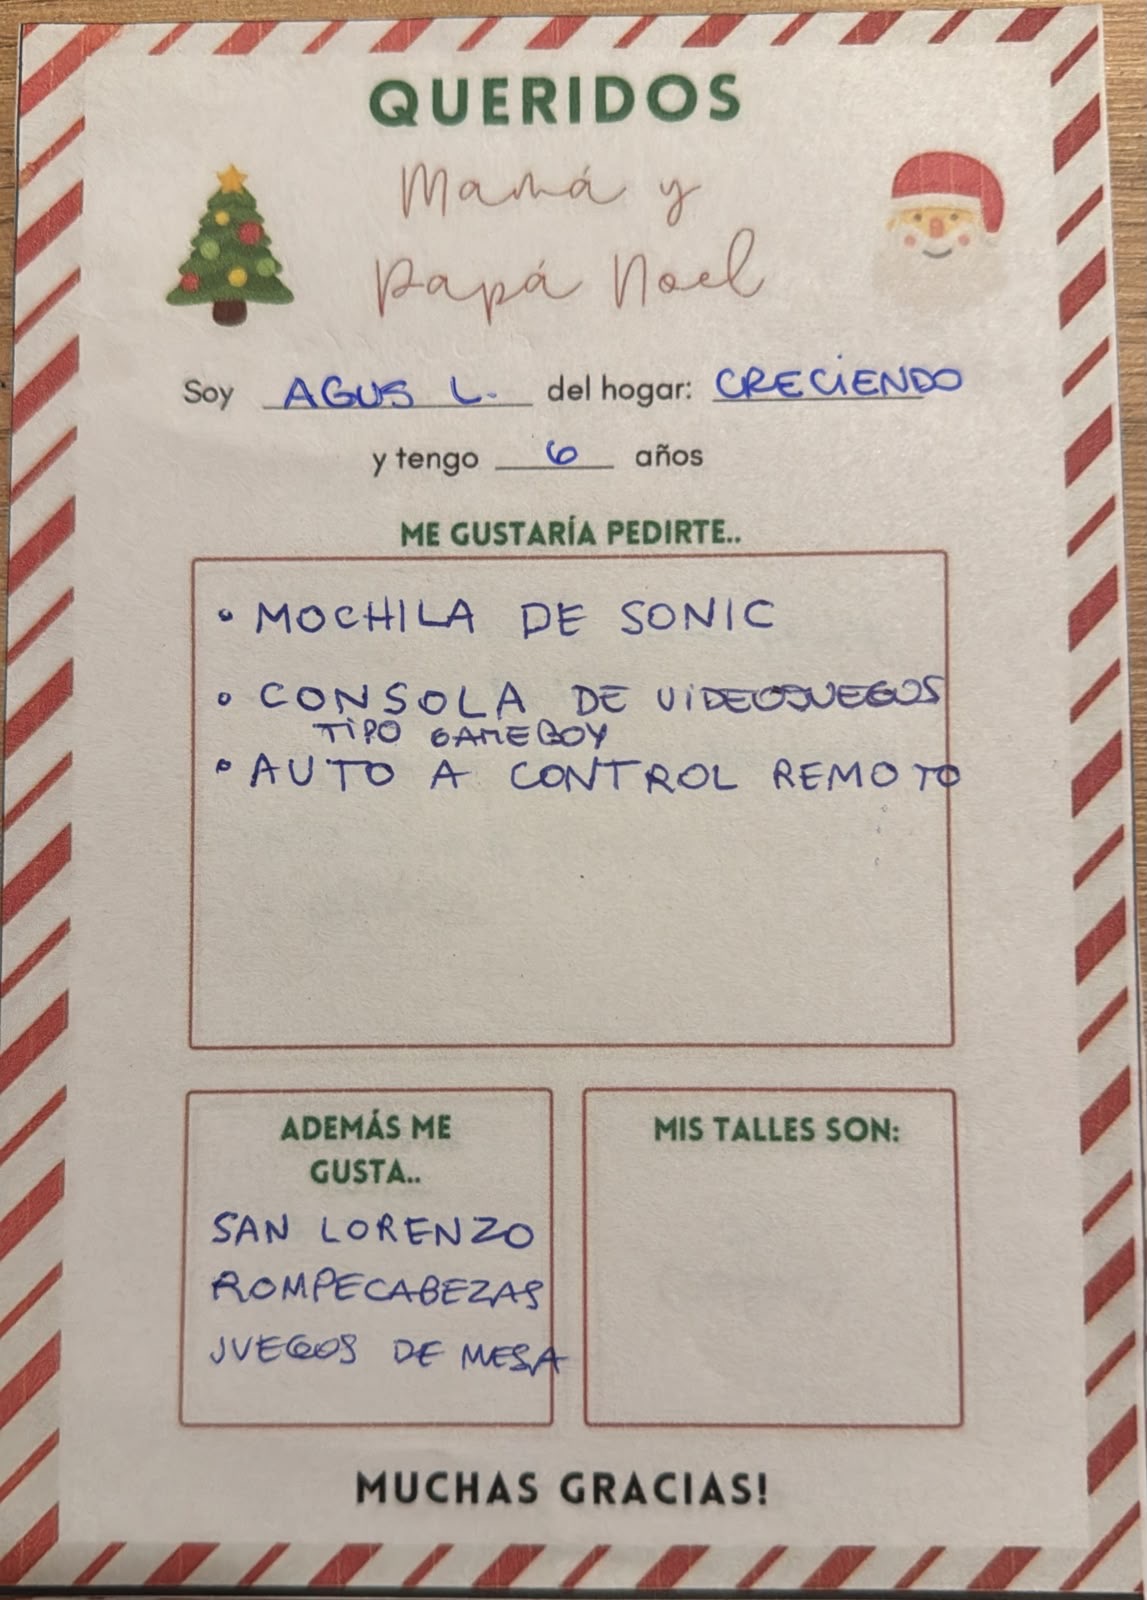 QUERIDOS
Mamá y
Papá Noel
Soy AGUS L. del hogar: CRECIENDO
y tengo 6 años
ME GUSTARÍA PEDIRTE..
• MOCHILA DE SONIC
• CONSOLA DE VIDEOJUEGOS
TIPO GAMEBOY
• AUTO A CONTROL REMOTO
ADEMÁS ME
GUSTA..
SAN LORENZO
ROMPECABEZAS
JUEGOS DE MESA
MIS TALLES SON:
MUCHAS GRACIAS!